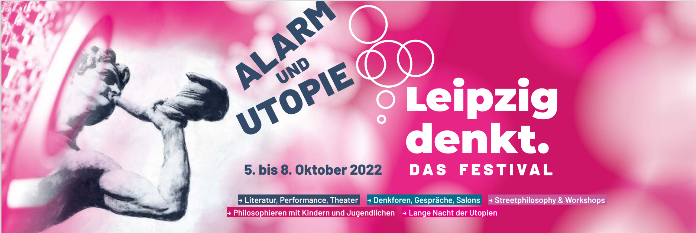 ALARM
UND
UTOPIE
Leipzig
denkt.
DAS FESTIVAL
5. bis 8. Oktober 2022
→ Literatur, Performance, Theater → Denkforen, Gespräche, Salons → Streetphilosophy & Workshops
→ Philosophieren mit Kindern und Jugendlichen → Lange Nacht der Utopien